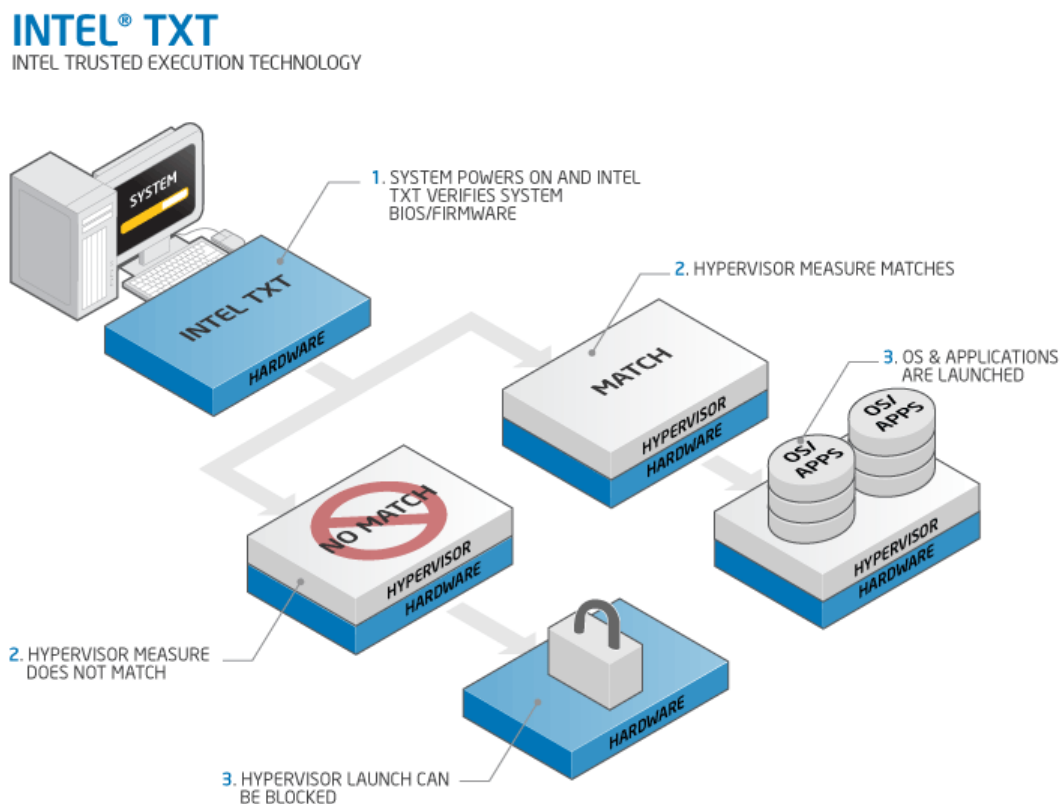 INTEL® TXT
INTEL TRUSTED EXECUTION TECHNOLOGY
SYSTEM
1. SYSTEM POWERS ON AND INTEL
TXT VERIFIES SYSTEM
BIOS/FIRMWARE
INTEL TXT
HARDWARE
2. HYPERVISOR MEASURE MATCHES
MATCH
HYPERVISOR
HARDWARE
3. OS & APPLICATIONS
ARE LAUNCHED
OS/
APPS
OS/
APPS
HYPERVISOR
HARDWARE
NO MATCH
HYPERVISOR
HARDWARE
2. HYPERVISOR MEASURE
DOES NOT MATCH
HARDWARE
3. HYPERVISOR LAUNCH CAN
BE BLOCKED